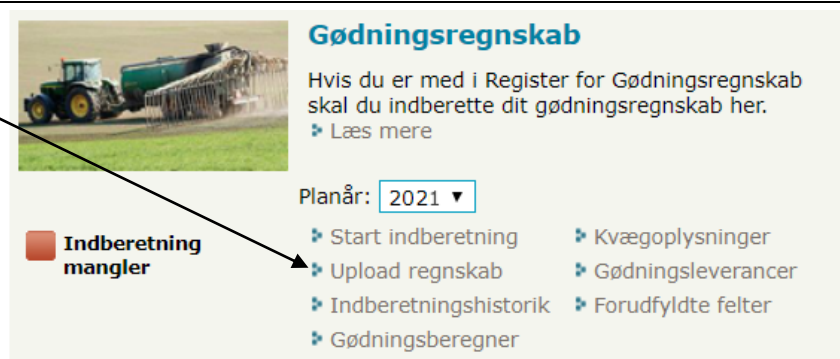 Gødningsregnskab
Hvis du er med i Register for Gødningsregnskab
skal du indberette dit gødningsregnskab her.
Læs mere
Planår: 2021
Indberetning
mangler
Start indberetning
Upload regnskab
Indberetningshistorik
Gødningsberegner
Kvægoplysninger
Gødningsleverancer
Forudfyldte felter